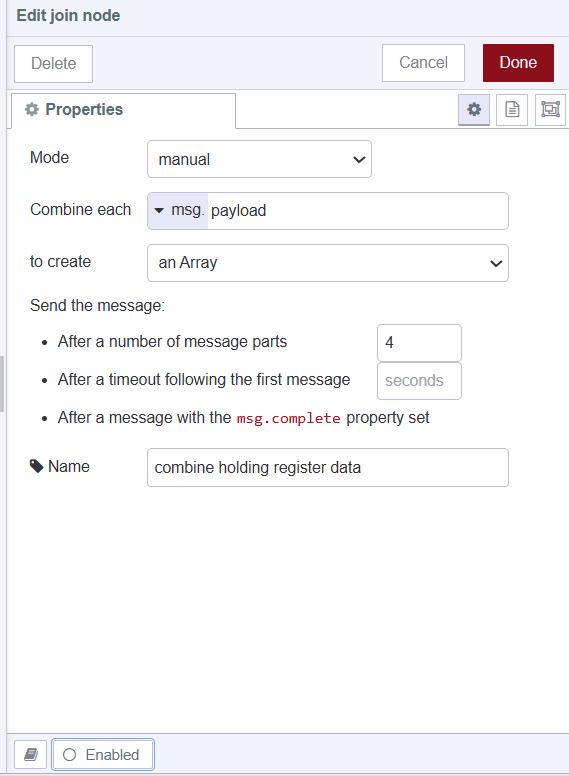 Edit join node
Delete
Cancel
Done
Properties
Mode
manual
Combine each
msg. payload
to create
an Array
Send the message:
After a number of message parts
4
After a timeout following the first message
seconds
After a message with the msg.complete property set
Name
combine holding register data
Enabled